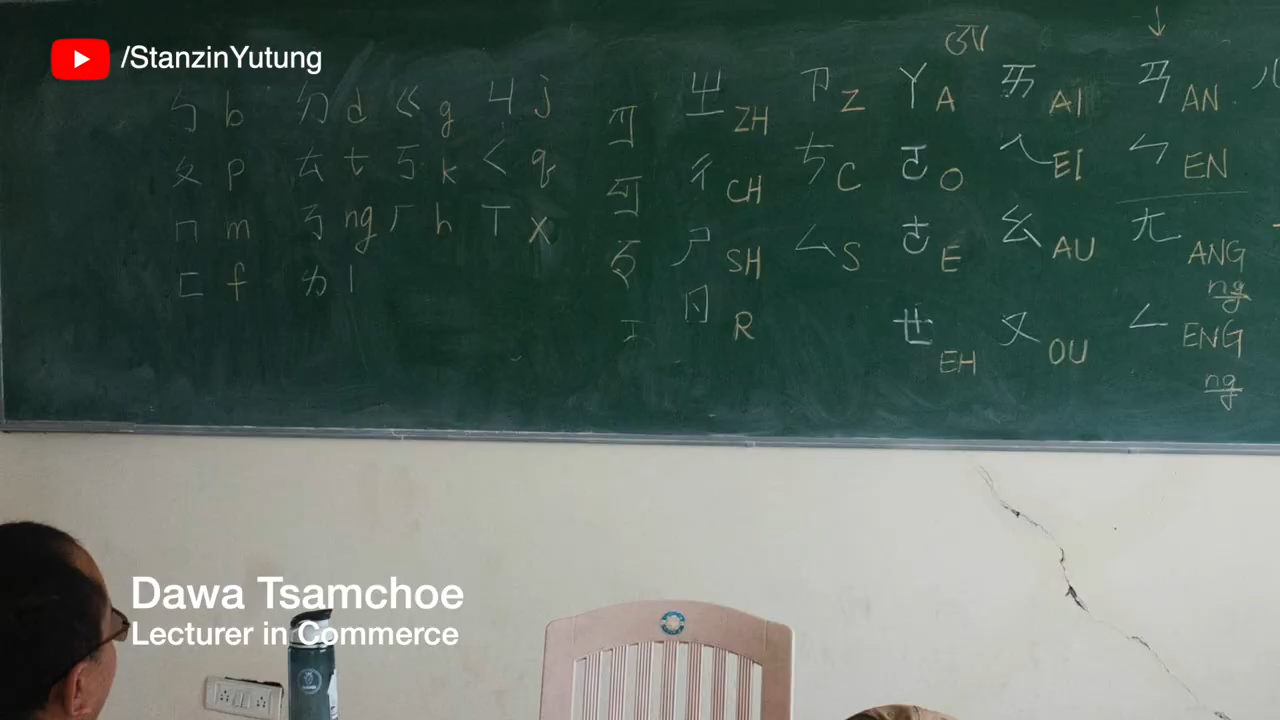 /StanzinYutung
ㄅ b ㄉ d ㄍ g ㄐ j ㄓ ZH ㄗ Z ㄚ A ㄞ AI ㄢ AN
ㄆ p ㄊ t ㄎ k ㄑ q ㄔ CH ㄘ C ㄛ O ㄟ EI ㄣ EN
ㄇ m ㄋ ng ㄏ h ㄒ X ㄕ SH ㄙ S ㄜ E ㄠ AU ㄤ ANG
ng
ㄈ f ㄌ l ㄖ R ㄝ EH ㄡ OU ㄥ ENG
ng
Dawa Tsamchoe
Lecturer in Commerce